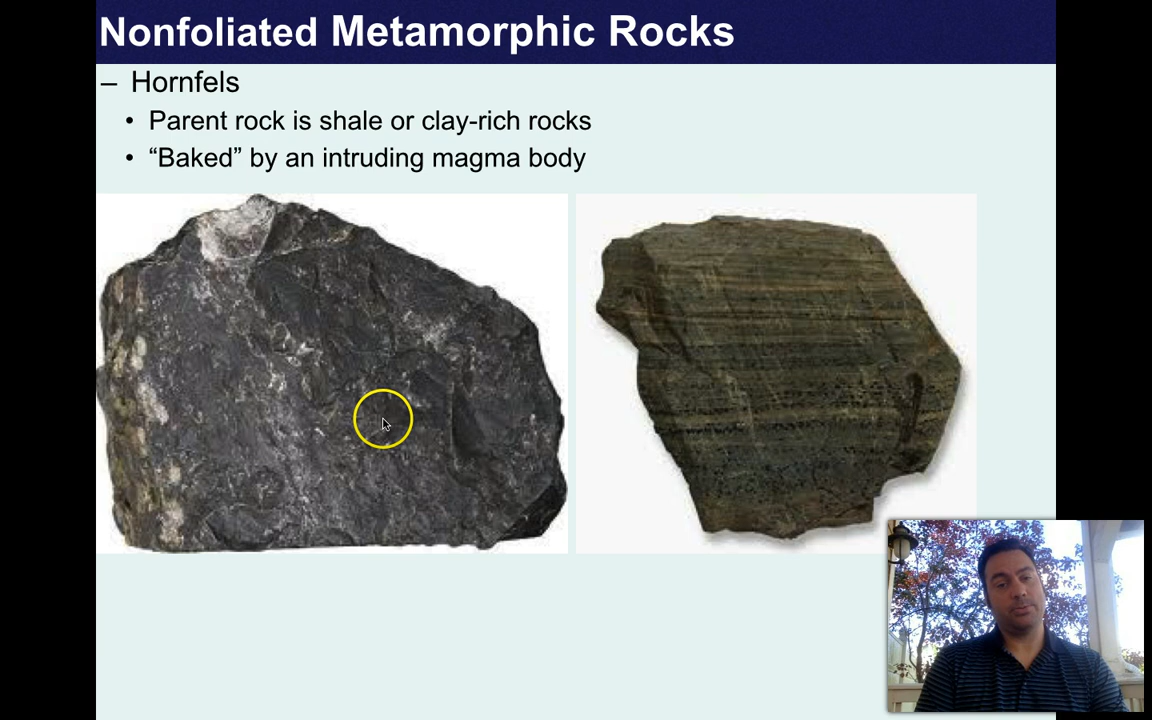 Nonfoliated Metamorphic Rocks
– Hornfels
• Parent rock is shale or clay-rich rocks
• “Baked” by an intruding magma body